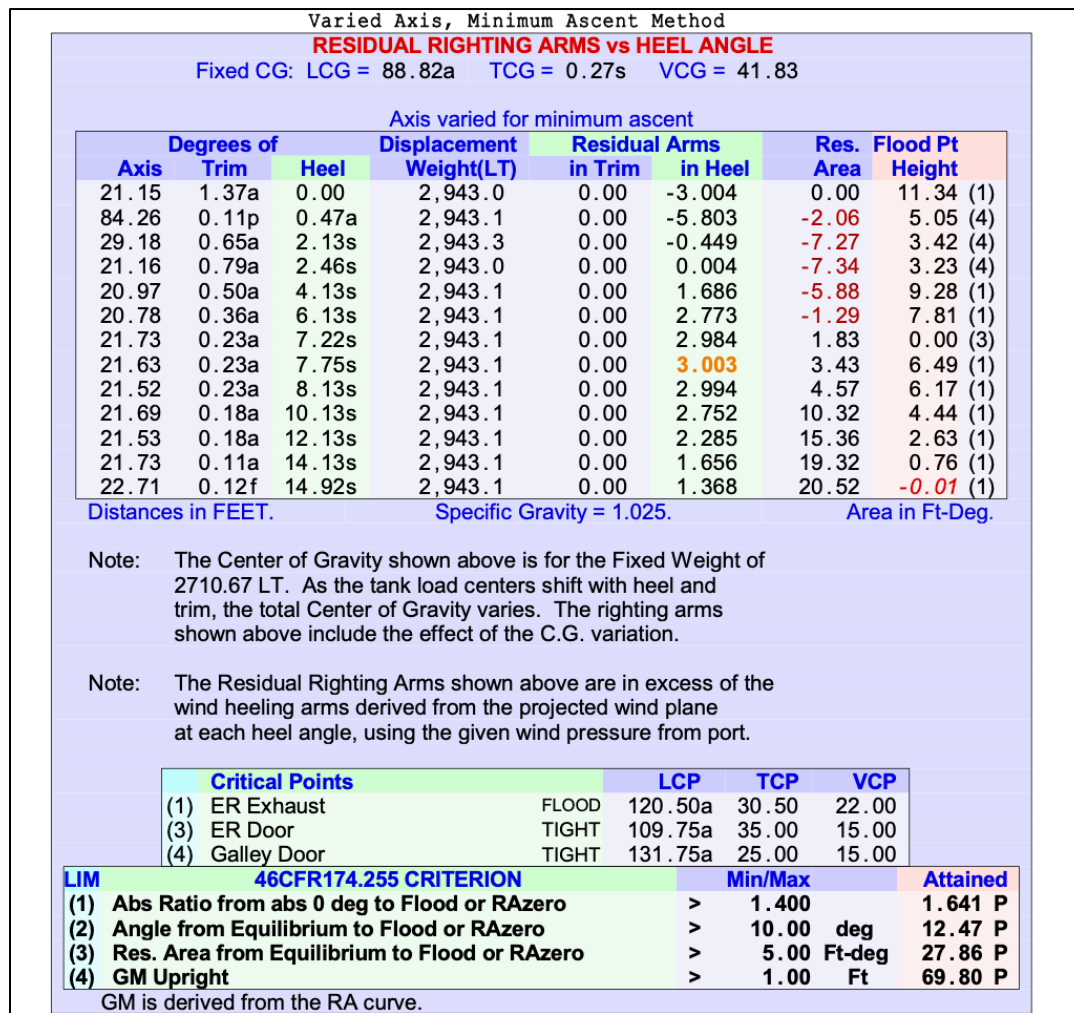 Varied Axis, Minimum Ascent Method
RESIDUAL RIGHTING ARMS vs HEEL ANGLE
Fixed CG: LCG = 88.82a TCG = 0.27s VCG = 41.83
Axis varied for minimum ascent
Degrees of Displacement Residual Arms Res. Flood Pt
Axis Trim Heel Weight(LT) in Trim in Heel Area Height
21.15 1.37a 0.00 2,943.0 0.00 -3.004 0.00 11.34 (1)
84.26 0.11p 0.47a 2,943.1 0.00 -5.803 -2.06 5.05 (4)
29.18 0.65a 2.13s 2,943.3 0.00 -0.449 -7.27 3.42 (4)
21.16 0.79a 2.46s 2,943.0 0.00 0.004 -7.34 3.23 (4)
20.97 0.50a 4.13s 2,943.1 0.00 1.686 -5.88 9.28 (1)
20.78 0.36a 6.13s 2,943.1 0.00 2.773 -1.29 7.81 (1)
21.73 0.23a 7.22s 2,943.1 0.00 2.984 1.83 0.00 (3)
21.63 0.23a 7.75s 2,943.1 0.00 3.003 3.43 6.49 (1)
21.52 0.23a 8.13s 2,943.1 0.00 2.994 4.57 6.17 (1)
21.69 0.18a 10.13s 2,943.1 0.00 2.752 10.32 4.44 (1)
21.53 0.18a 12.13s 2,943.1 0.00 2.285 15.36 2.63 (1)
21.73 0.11a 14.13s 2,943.1 0.00 1.656 19.32 0.76 (1)
22.71 0.12f 14.92s 2,943.1 0.00 1.368 20.52 -0.01 (1)
Distances in FEET. Specific Gravity = 1.025. Area in Ft-Deg.
Note: The Center of Gravity shown above is for the Fixed Weight of
2710.67 LT. As the tank load centers shift with heel and
trim, the total Center of Gravity varies. The righting arms
shown above include the effect of the C.G. variation.
Note: The Residual Righting Arms shown above are in excess of the
wind heeling arms derived from the projected wind plane
at each heel angle, using the given wind pressure from port.
Critical Points LCP TCP VCP
(1) ER Exhaust FLOOD 120.50a 30.50 22.00
(3) ER Door TIGHT 109.75a 35.00 15.00
(4) Galley Door TIGHT 131.75a 25.00 15.00
LIM 46CFR174.255 CRITERION Min/Max Attained
(1) Abs Ratio from abs 0 deg to Flood or RAzero > 1.400 1.641 P
(2) Angle from Equilibrium to Flood or RAzero > 10.00 deg 12.47 P
(3) Res. Area from Equilibrium to Flood or RAzero > 5.00 Ft-deg 27.86 P
(4) GM Upright > 1.00 Ft 69.80 P
GM is derived from the RA curve.